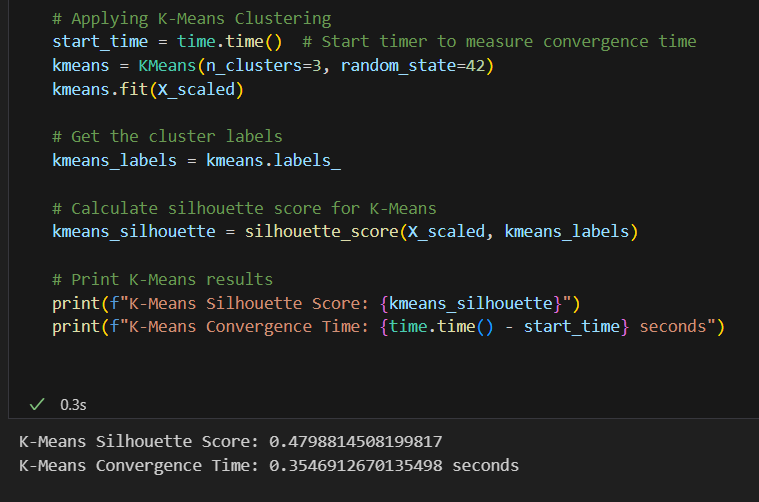 # Applying K-Means Clustering
start_time = time.time()  # Start timer to measure convergence time
kmeans = KMeans(n_clusters=3, random_state=42)
kmeans.fit(X_scaled)
# Get the cluster labels
kmeans_labels = kmeans.labels_
# Calculate silhouette score for K-Means
kmeans_silhouette = silhouette_score(X_scaled, kmeans_labels)
# Print K-Means results
print(f"K-Means Silhouette Score: {kmeans_silhouette}")
print(f"K-Means Convergence Time: {time.time() - start_time} seconds")
0.3s
K-Means Silhouette Score: 0.4798814508199817
K-Means Convergence Time: 0.3546912670135498 seconds